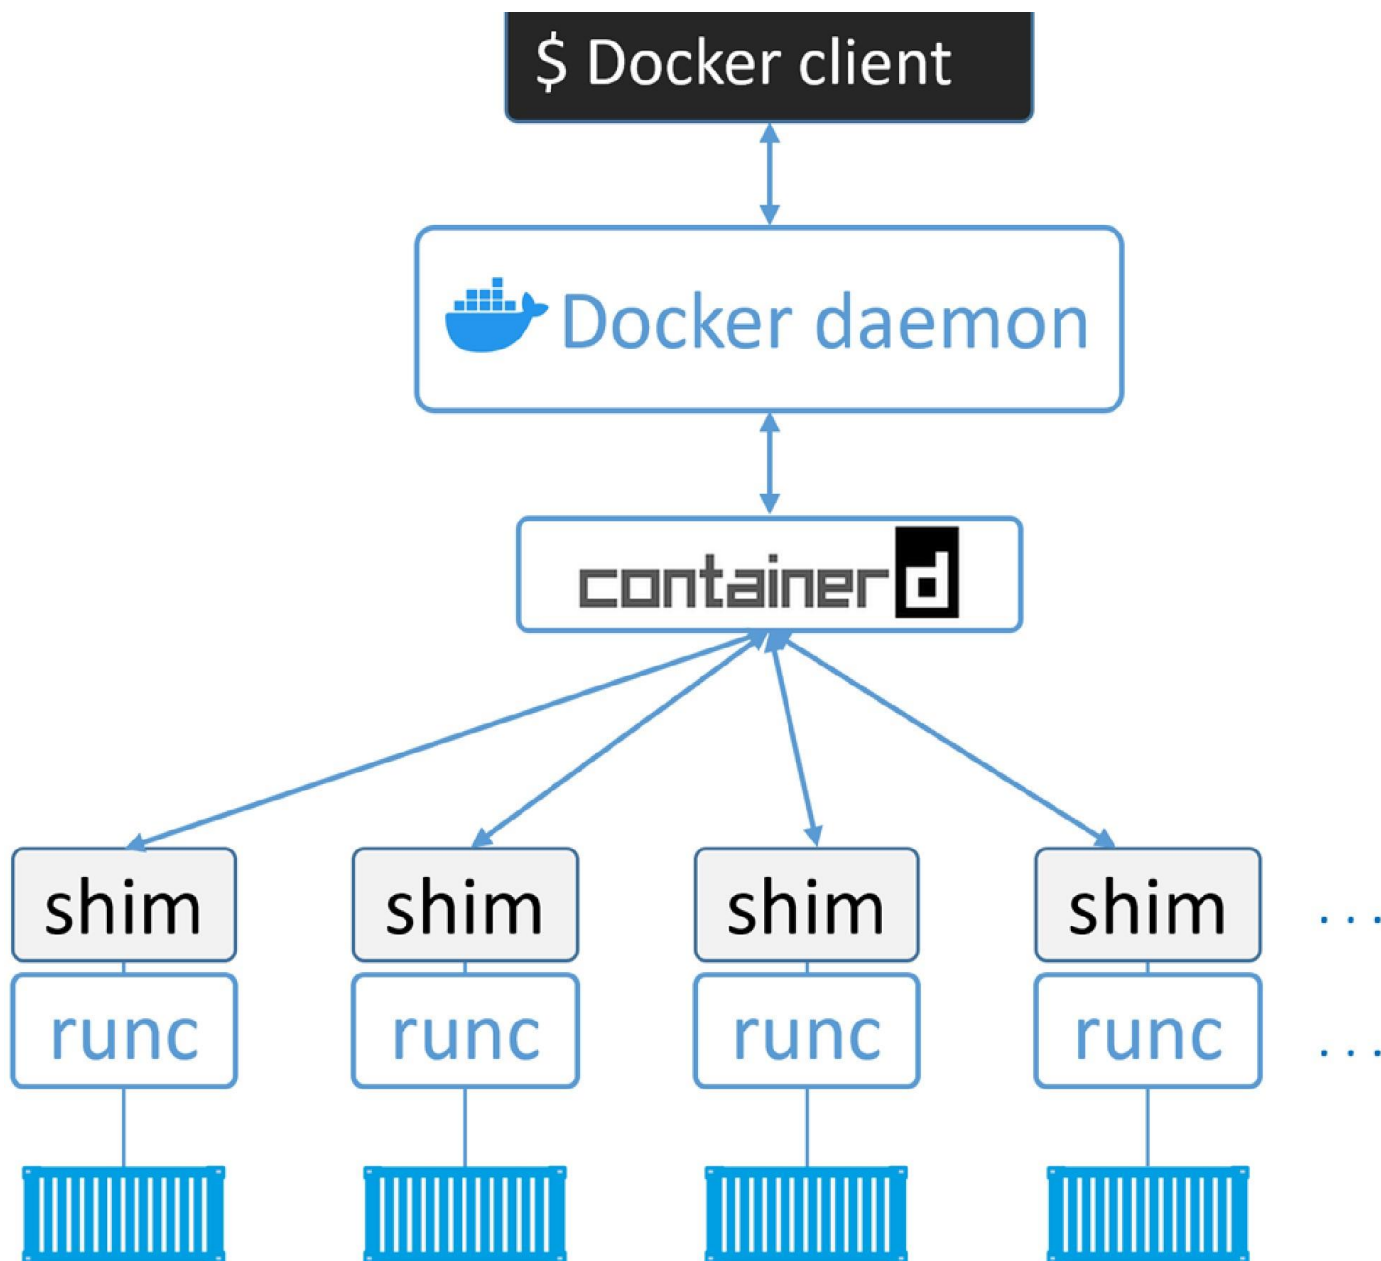 $ Docker client
Docker daemon
containerd
shim shim shim shim ...
runc runc runc runc ...